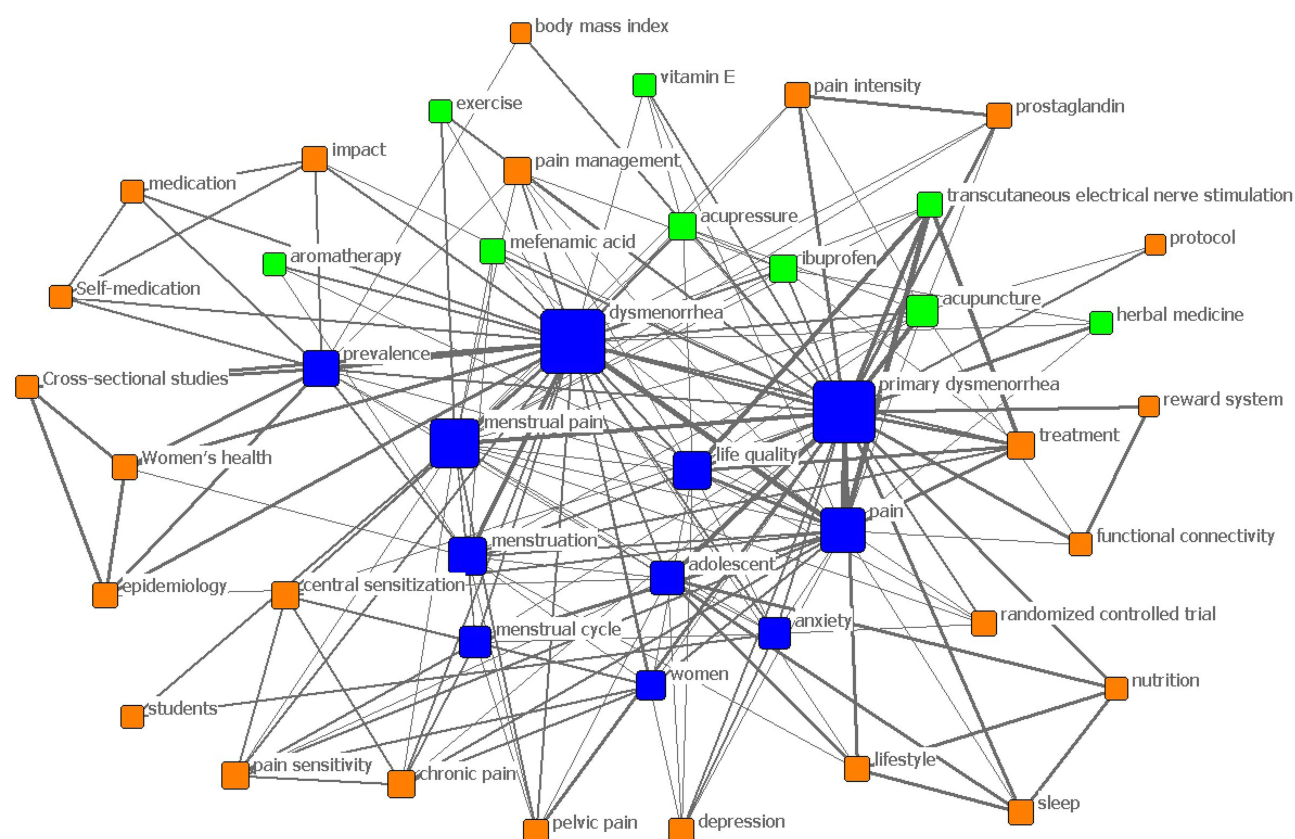 body mass index
vitamin E
pain intensity
exercise
prostaglandin
impact
pain management
medication
transcutaneous electrical nerve stimulation
acupressure
protocol
mefenamic acid
aromatherapy
ibuprofen
Self-medication
acupuncture
dysmenorrhea
herbal medicine
prevalence
Cross-sectional studies
primary dysmenorrhea
reward system
menstrual pain
treatment
life quality
Women's health
pain
functional connectivity
menstruation
adolescent
epidemiology
central sensitization
randomized controlled trial
anxiety
menstrual cycle
women
nutrition
students
lifestyle
pain sensitivity
chronic pain
sleep
pelvic pain
depression